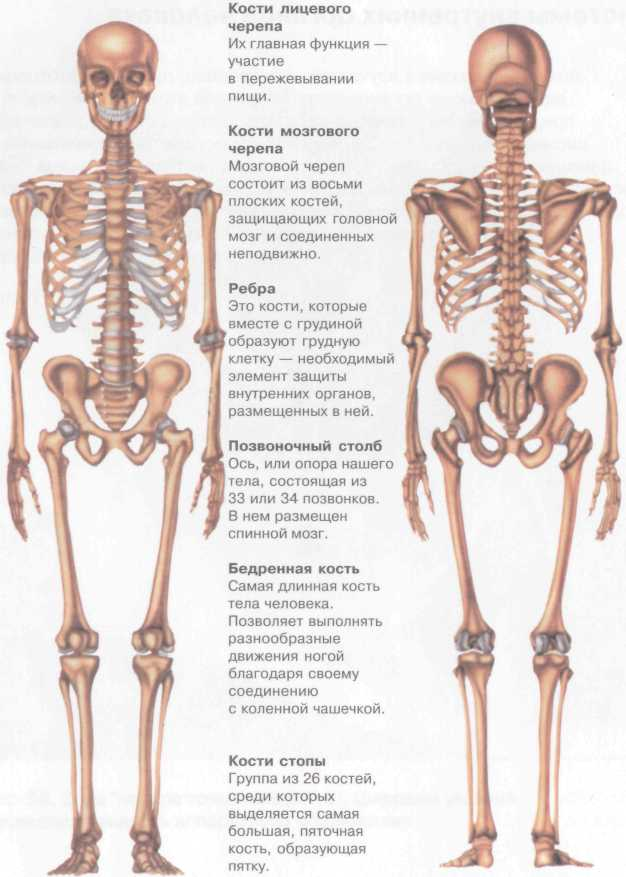 Кости лицевого
черепа
Их главная функция —
участие
в пережевывании
пищи.
Кости мозгового
черепа
Мозговой череп
состоит из восьми
плоских костей,
защищающих головной
мозг и соединенных
неподвижно.
Ребра
Это кости, которые
вместе с грудиной
образуют грудную
клетку — необходимый
элемент защиты
внутренних органов,
размещенных в ней.
Позвоночный столб
Ось, или опора нашего
тела, состоящая из
33 или 34 позвонков.
В нем размещен
спинной мозг.
Бедренная кость
Самая длинная кость
тела человека.
Позволяет выполнять
разнообразные
движения ногой
благодаря своему
соединению
с коленной чашечкой.
Кости стопы
Группа из 26 костей,
среди которых
выделяется самая
большая, пяточная
кость, образующая
пятку.